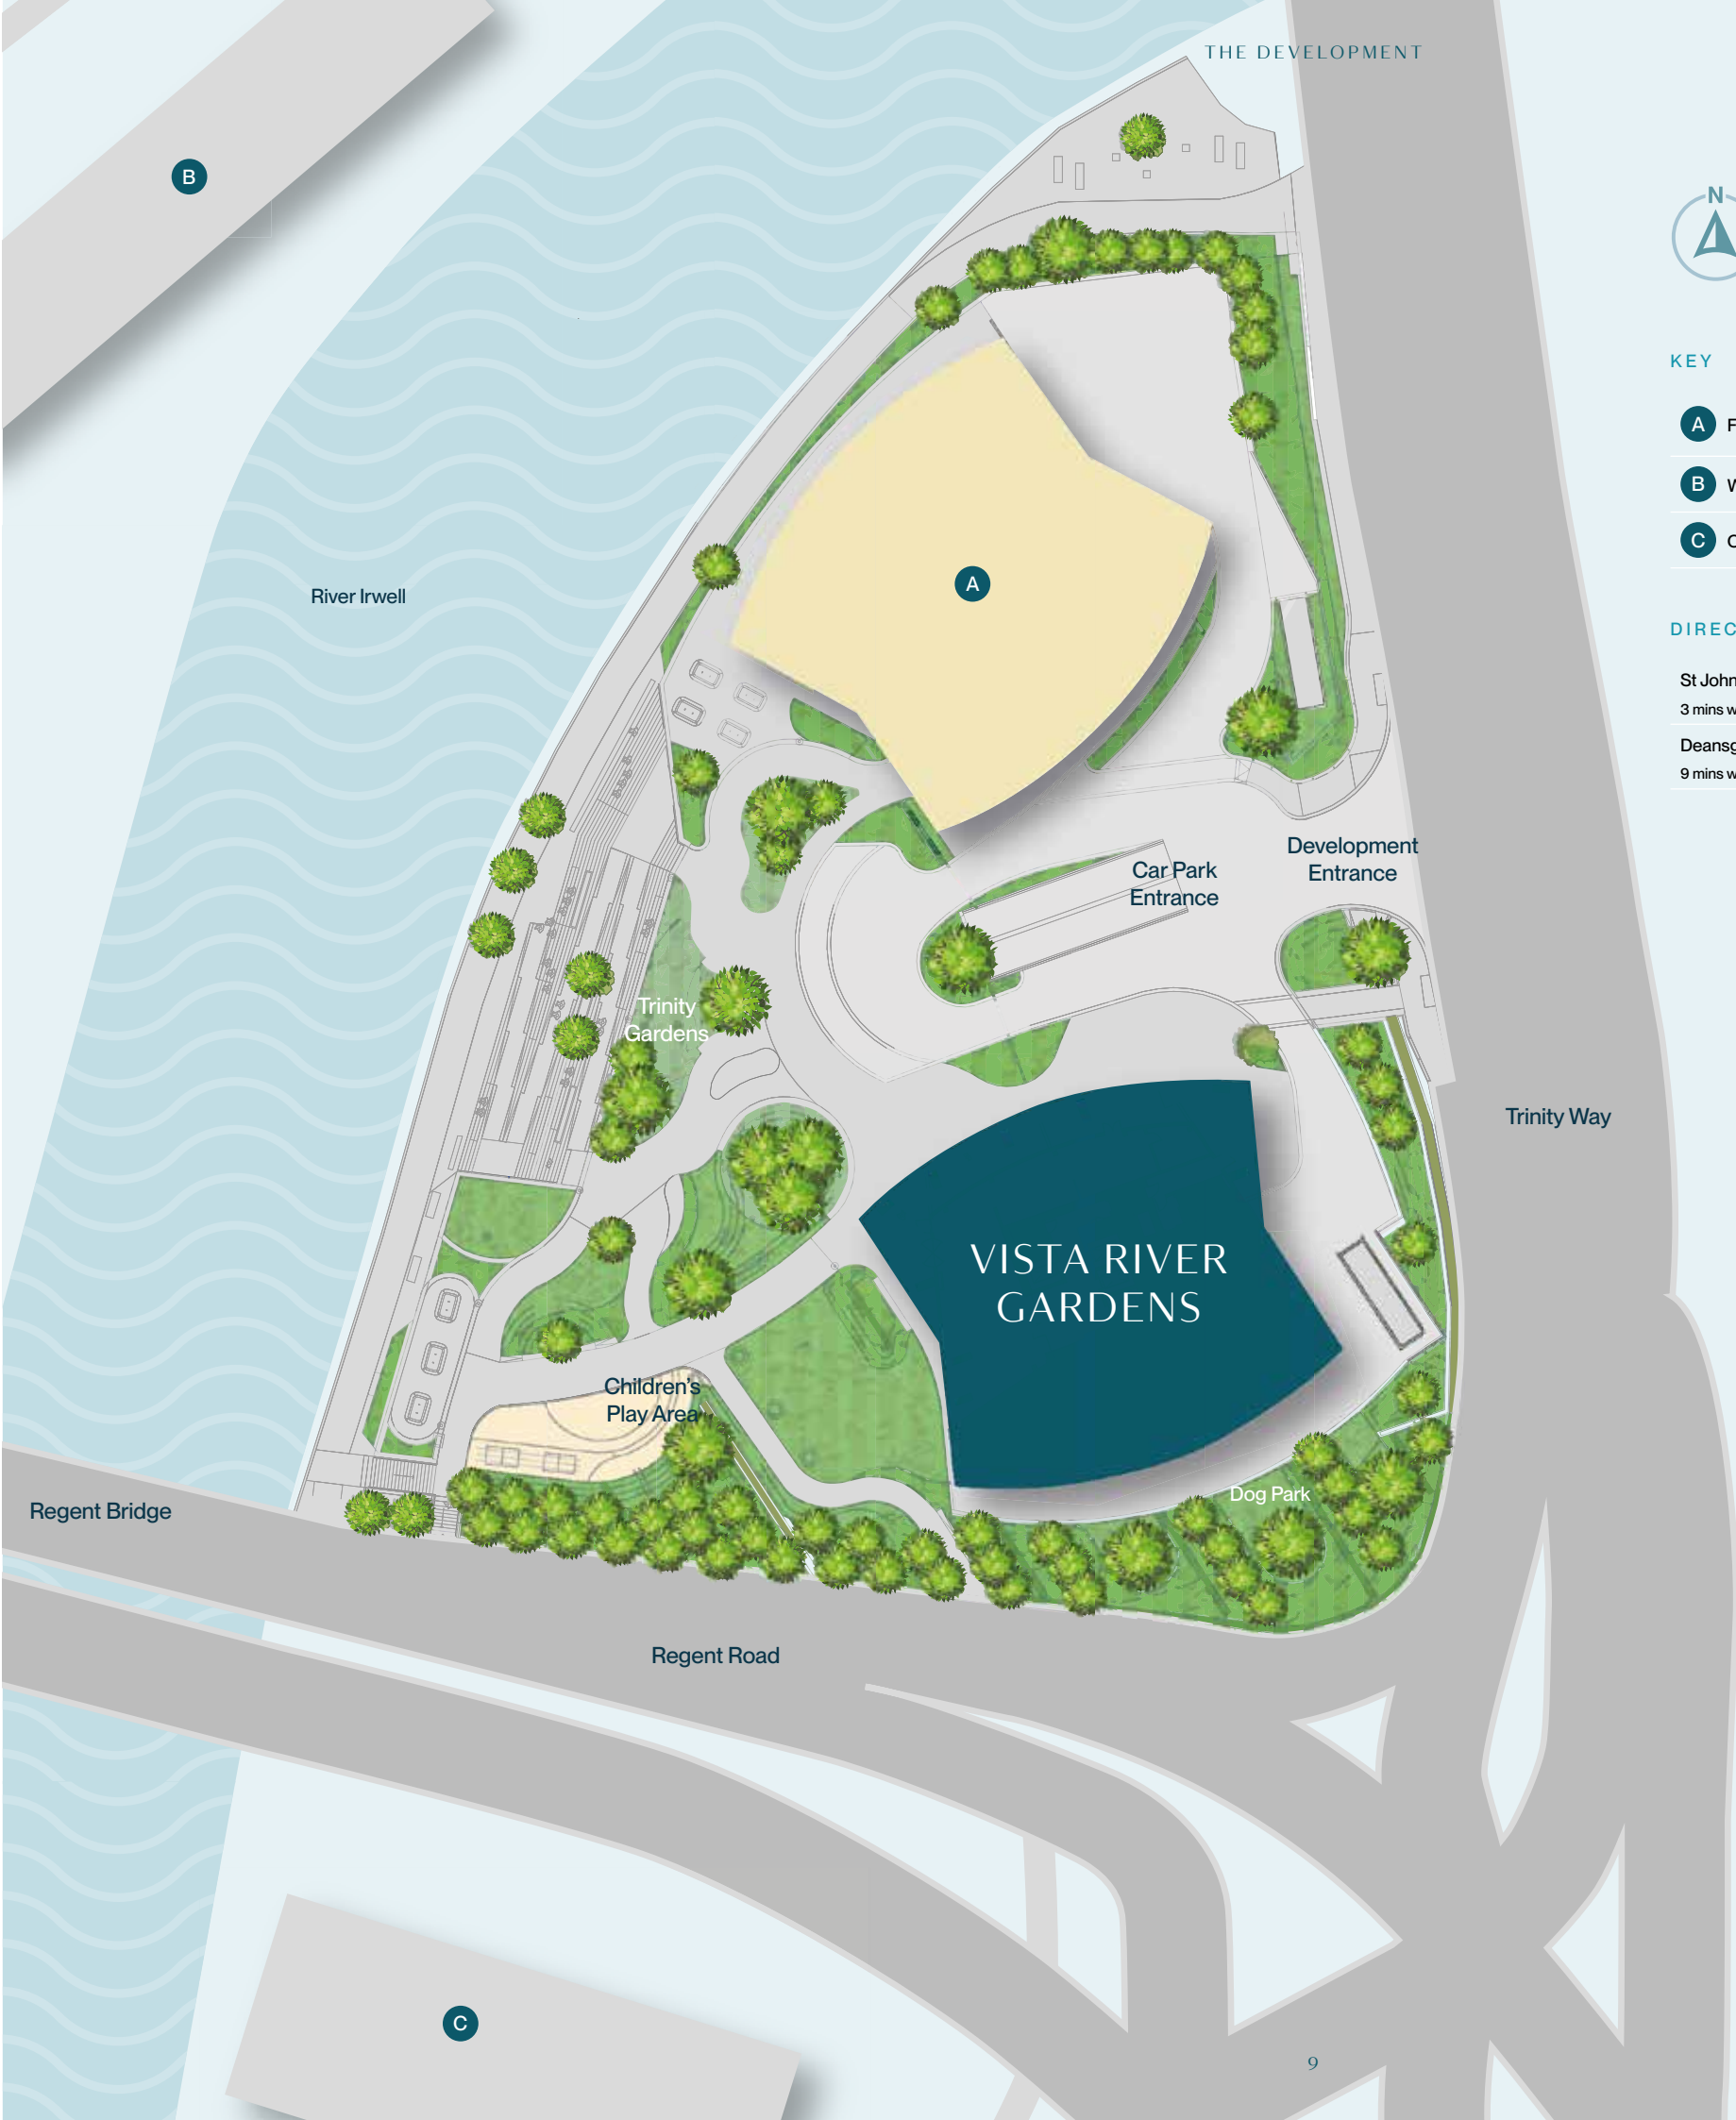 THE DEVELOPMENT
B
N
KEY
A F
B W
C
River Irwell
A
DIREC
St John
3 mins w
Deansg
9 mins w
Development
Entrance
Car Park
Entrance
Trinity
Gardens
Trinity Way
VISTA RIVER
GARDENS
Children's
Play Area
Dog Park
Regent Bridge
Regent Road
C
9